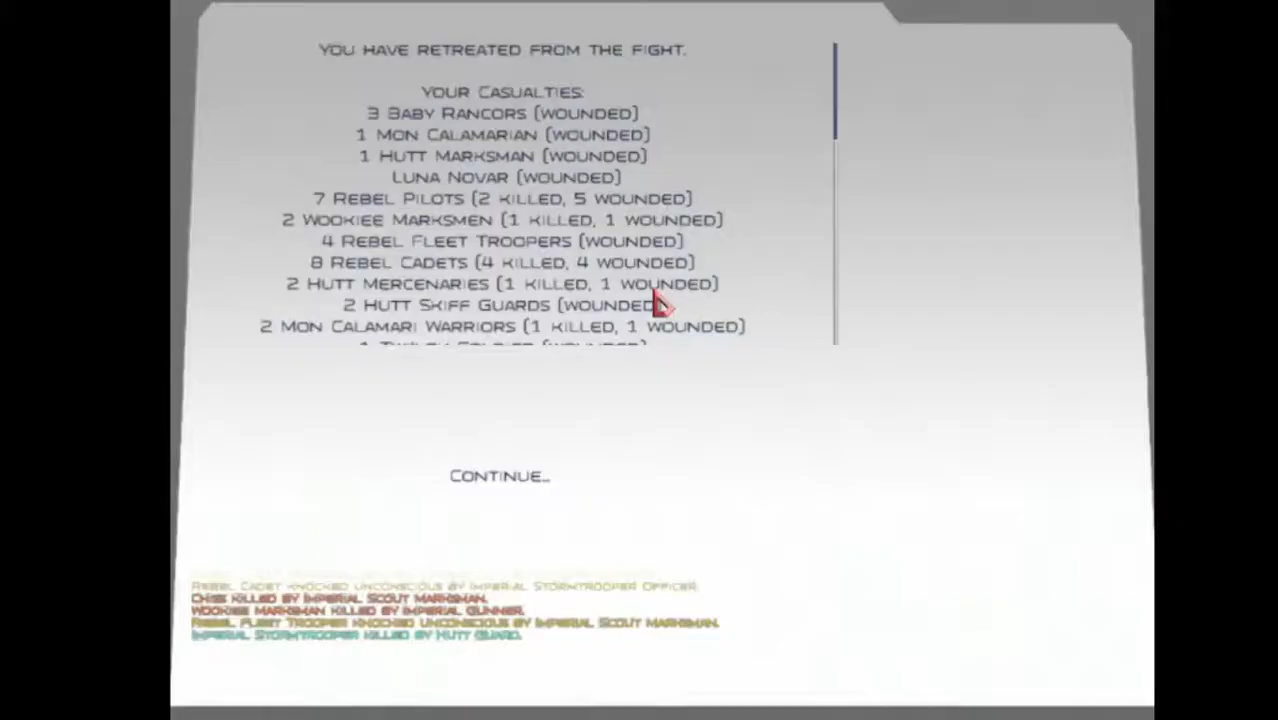 YOU HAVE RETREATED FROM THE FIGHT.
YOUR CASUALTIES:
3 BABY RANCORS (WOUNDED)
1 MON CALAMARIAN (WOUNDED)
1 HUTT MARKSMAN (WOUNDED)
LUNA NOVAR (WOUNDED)
7 REBEL PILOTS (2 KILLED, 5 WOUNDED)
2 WOOKIEE MARKSMEN (1 KILLED, 1 WOUNDED)
4 REBEL FLEET TROOPERS (WOUNDED)
8 REBEL CADETS (4 KILLED, 4 WOUNDED)
2 HUTT MERCENARIES (1 KILLED, 1 WOUNDED)
2 HUTT SKIFF GUARDS (WOUNDED
2 MON CALAMARI WARRIORS (1 KILLED, 1 WOUNDED)
CONTINUE...
REBEL CADET KNOCKED UNCONSCIOUS BY IMPERIAL STORMTROOPER OFFICER.
CHISS KILLED BY IMPERIAL SCOUT MARKSMAN.
WOOKIEE MARKSMAN KILLED BY IMPERIAL GUNNER.
REBEL FLEET TROOPER KNOCKED UNCONSCIOUS BY IMPERIAL SCOUT MARKSMAN.
IMPERIAL STORMTROOPER KILLED BY HUTT GUARD.